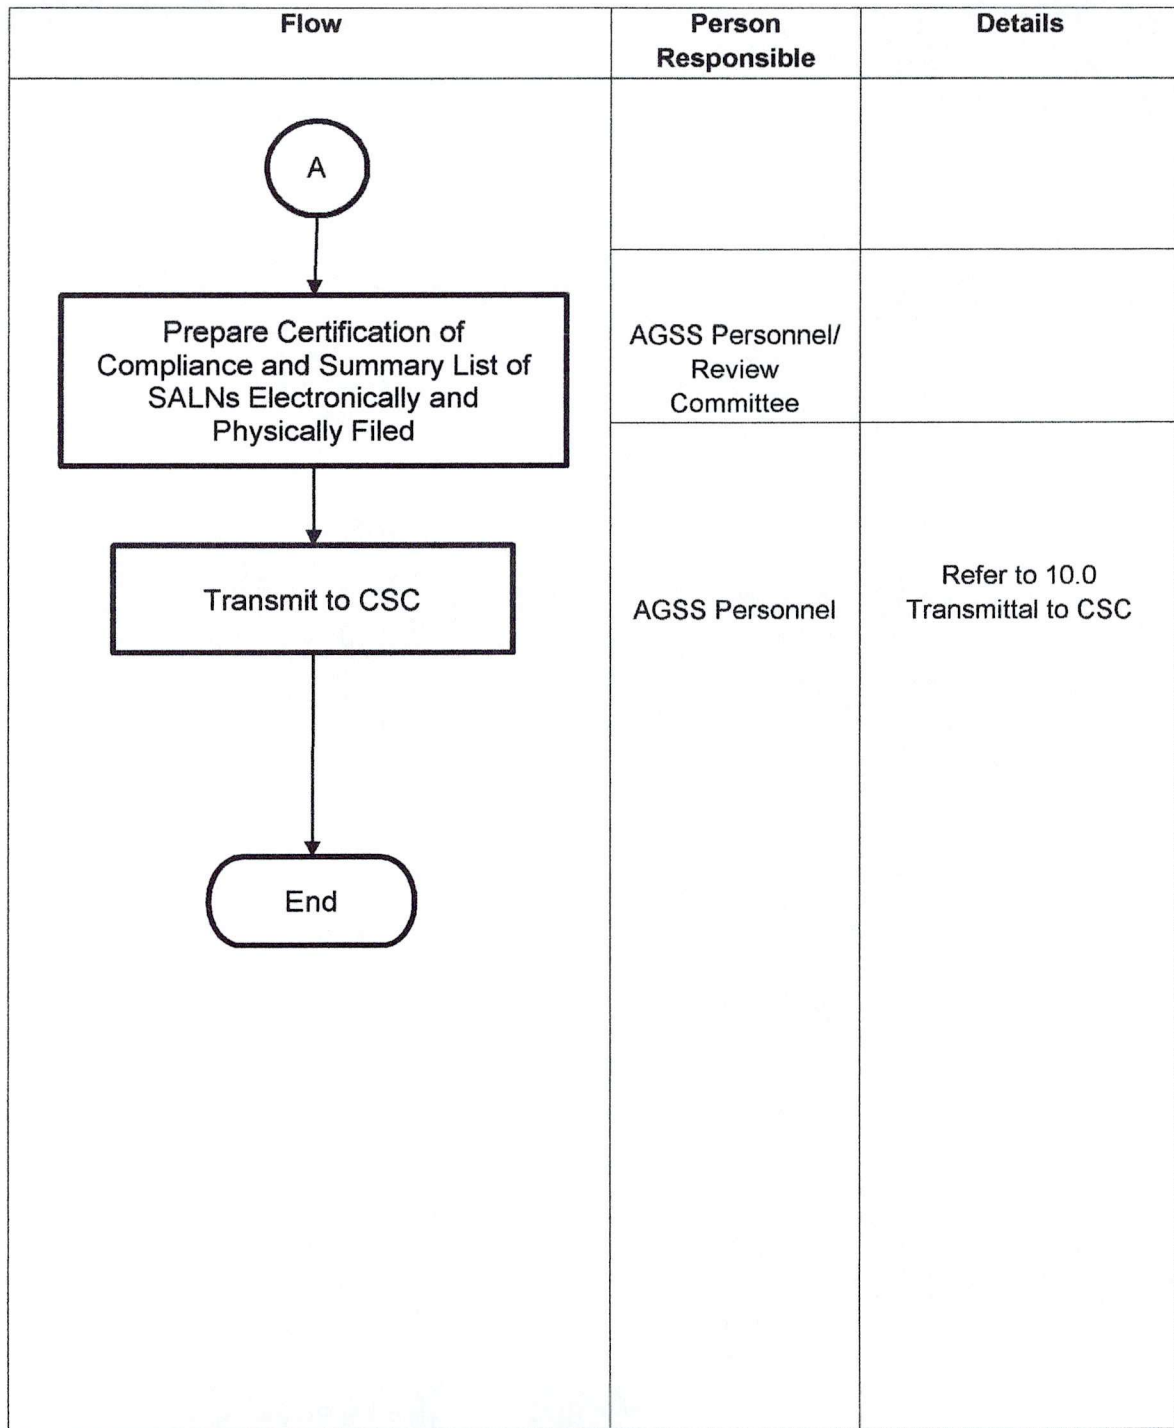 Flow
Person
Responsible
Details
A
Prepare Certification of
Compliance and Summary List of
SALNs Electronically and
Physically Filed
AGSS Personnel/
Review
Committee
Transmit to CSC
AGSS Personnel
Refer to 10.0
Transmittal to CSC
End